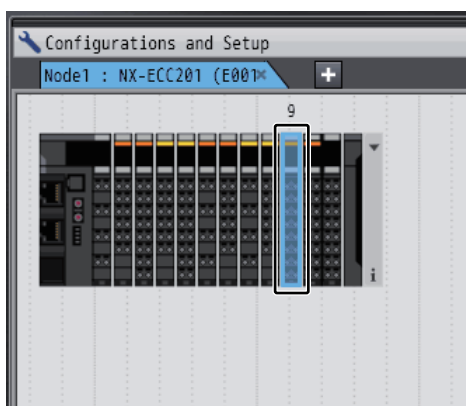 Configurations and Setup
Node1 : NX-ECC201 (E001
9
i